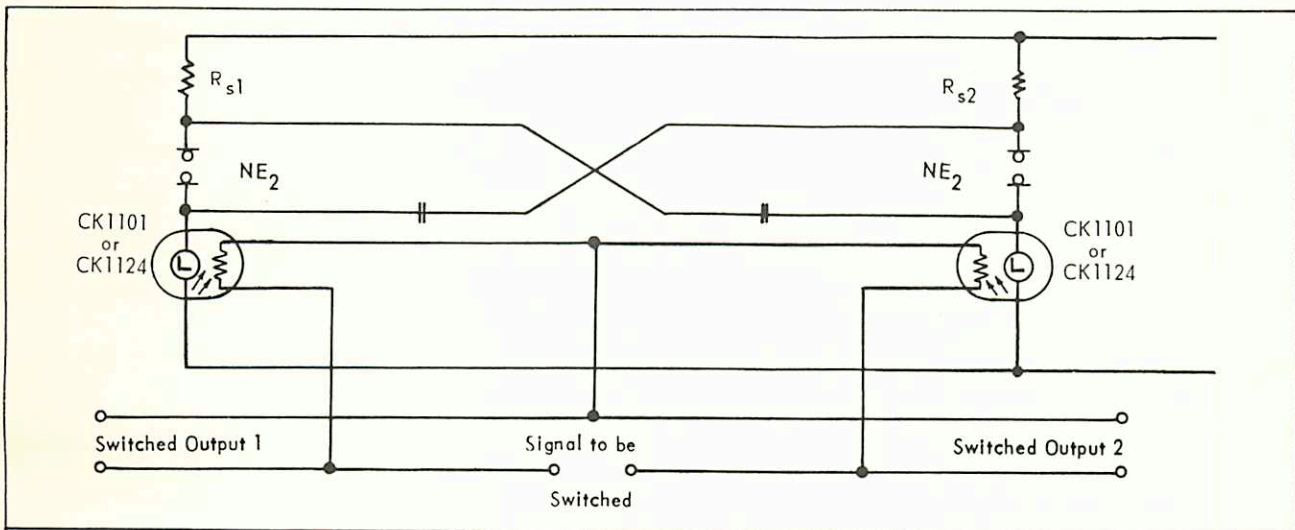 R s1
R s2
NE 2
NE 2
CK1101
or
CK1124
CK1101
or
CK1124
Switched Output 1
Signal to be
Switched
Switched Output 2